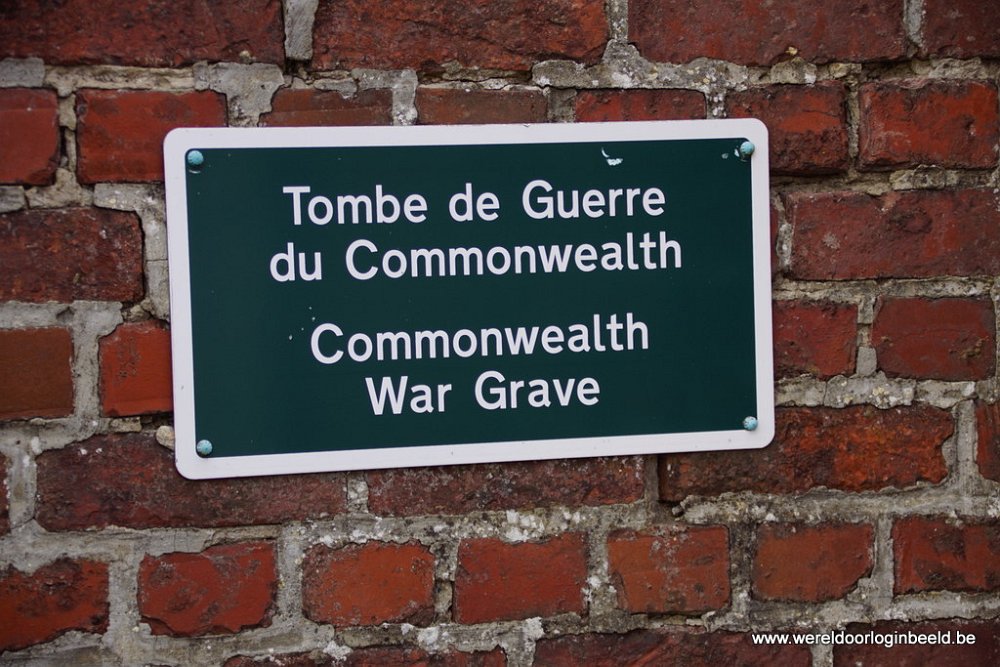 Tombe de Guerre
du Commonwealth
Commonwealth
War Grave
www.wereldoorloginbeeld.be